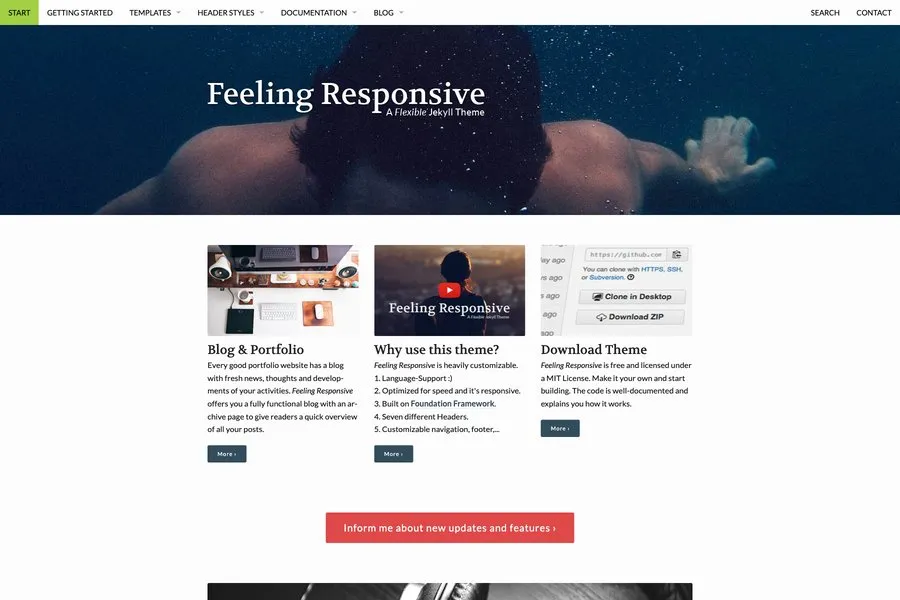 START GETTING STARTED TEMPLATES HEADER STYLES DOCUMENTATION BLOG SEARCH CONTACT
Feeling Responsive
A Flexible Jekyll Theme
Feeling Responsive
A Flexible Jekyll Theme
day ago
rs ago
s ago
ago
ago
https://github.com
You can clone with HTTPS, SSH,
or Subversion.
Clone in Desktop
Download ZIP
Blog & Portfolio
Every good portfolio website has a blog
with fresh news, thoughts and develop-
ments of your activities. Feeling Responsive
offers you a fully functional blog with an ar-
chive page to give readers a quick overview
of all your posts.
More ›
Why use this theme?
Feeling Responsive is heavily customizable.
1. Language-Support :)
2. Optimized for speed and it's responsive.
3. Built on Foundation Framework.
4. Seven different Headers.
5. Customizable navigation, footer,...
More ›
Download Theme
Feeling Responsive is free and licensed under
a MIT License. Make it your own and start
building. The code is well-documented and
explains you how it works.
More ›
Inform me about new updates and features ›